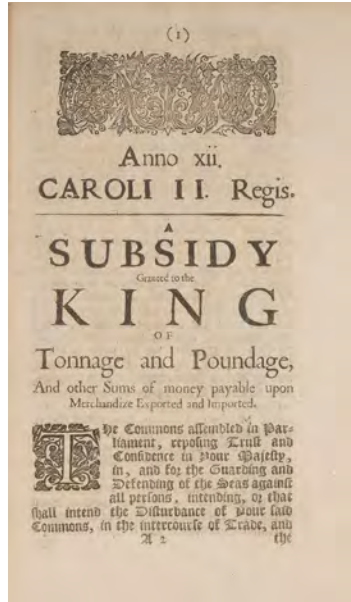 (1)
Anno xii.
CAROLI II. Regis.
A
SUBSIDY
Granted to the
KING
OF
Tonnage and Poundage,
And other Sums of money payable upon
Merchandize Exported and Imported.
THe Commons assembled in Par-
liament, reposing Trust and
Confidence in Your Majesty,
in, and for the Guarding and
Defending of the Seas against
all persons, intending, or that
shall intend the Disturbance of Your said
Commons, in the intercourse of Trade, and
A 2 the